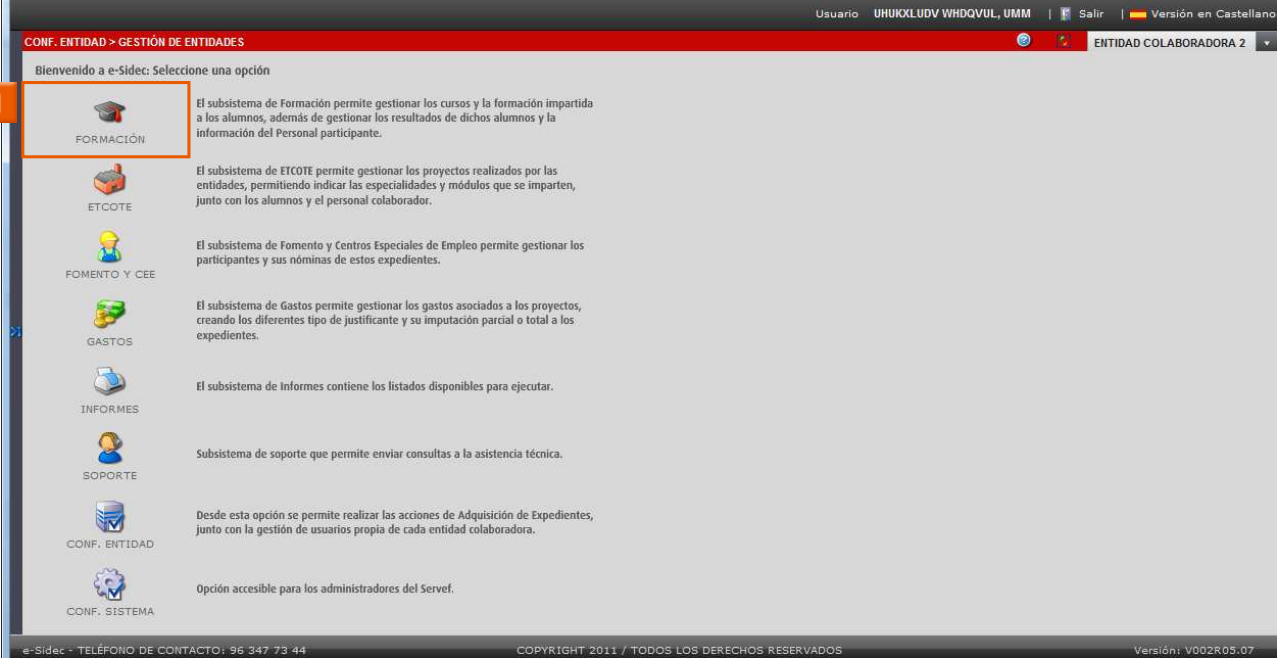 Usuario UHUKXLUDV WHDQVUL, UMM | Salir | Versión en Castellano
CONF. ENTIDAD > GESTIÓN DE ENTIDADES
ENTIDAD COLABORADORA 2
Bienvenido a e-Sidec: Seleccione una opción
FORMACIÓN
El subsistema de Formación permite gestionar los cursos y la formación impartida
a los alumnos, además de gestionar los resultados de dichos alumnos y la
información del Personal participante.
ETCOTE
El subsistema de ETCOTE permite gestionar los proyectos realizados por las
entidades, permitiendo indicar las especialidades y módulos que se imparten,
junto con los alumnos y el personal colaborador.
FOMENTO Y CEE
El subsistema de Fomento y Centros Especiales de Empleo permite gestionar los
participantes y sus nóminas de estos expedientes.
GASTOS
El subsistema de Gastos permite gestionar los gastos asociados a los proyectos,
creando los diferentes tipo de justificante y su imputación parcial o total a los
expedientes.
INFORMES
El subsistema de Informes contiene los listados disponibles para ejecutar.
SOPORTE
Subsistema de soporte que permite enviar consultas a la asistencia técnica.
CONF. ENTIDAD
Desde esta opción se permite realizar las acciones de Adquisición de Expedientes,
junto con la gestión de usuarios propia de cada entidad colaboradora.
CONF. SISTEMA
Opción accesible para los administradores del Servef.
e-Sidec - TELÉFONO DE CONTACTO: 96 347 73 44
COPYRIGHT 2011 / TODOS LOS DERECHOS RESERVADOS
Versión: V002R05.07